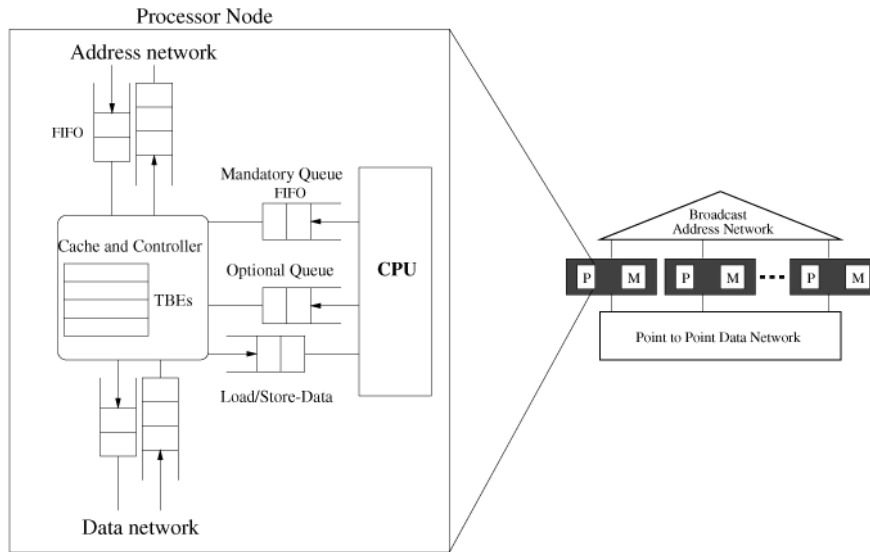 Processor Node
Address network
FIFO
Mandatory Queue
FIFO
Cache and Controller
TBEs
Optional Queue
CPU
Load/Store-Data
Data network
Broadcast
Address Network
P M P M P M
Point to Point Data Network